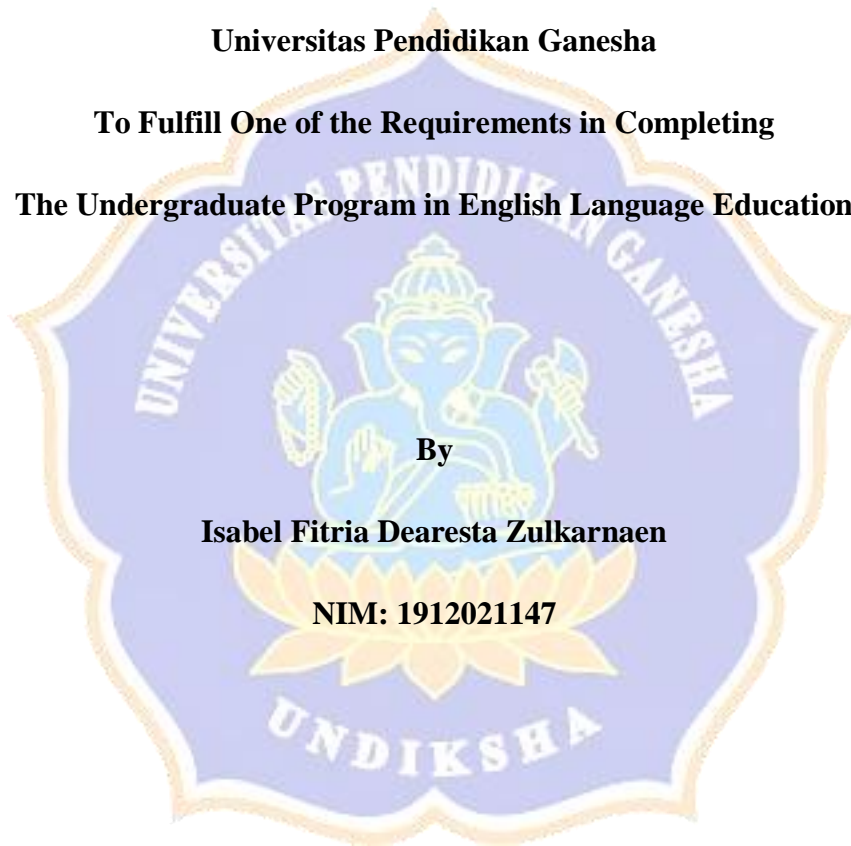 Universitas Pendidikan Ganesha
To Fulfill One of the Requirements in Completing
The Undergraduate Program in English Language Education
UNIVERSITAS PENDIDIKAN GANESHA
By
Isabel Fitria Dearesta Zulkarnaen
NIM: 1912021147
UNDIKSHA